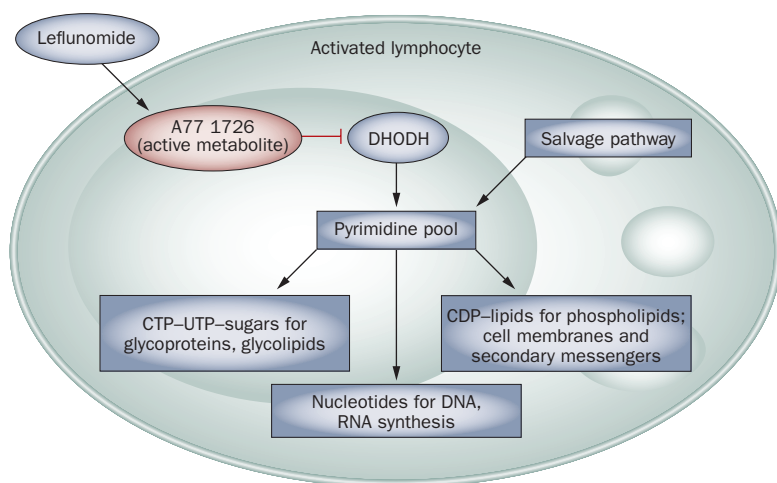 Leflunomide
Activated lymphocyte
A77 1726
(active metabolite)
DHODH
Salvage pathway
Pyrimidine pool
CTP–UTP–sugars for
glycoproteins, glycolipids
CDP–lipids for phospholipids;
cell membranes and
secondary messengers
Nucleotides for DNA,
RNA synthesis